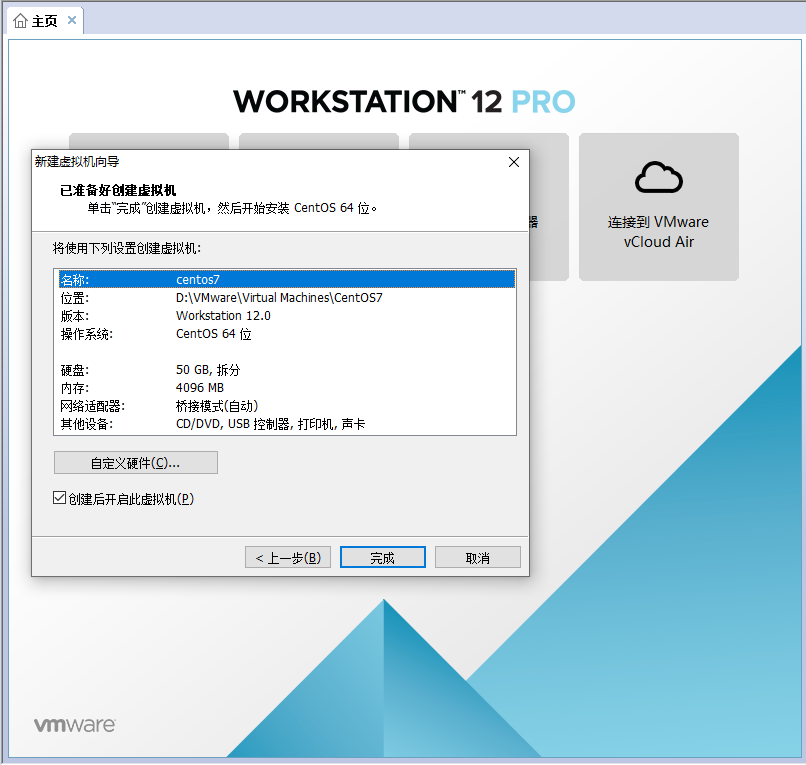 主页
WORKSTATION™ 12 PRO
器
连接到 VMware
vCloud Air
新建虚拟机向导
已准备好创建虚拟机
单击"完成"创建虚拟机，然后开始安装 CentOS 64 位。
将使用下列设置创建虚拟机:
名称: centos7
位置: D:\VMware\Virtual Machines\CentOS7
版本: Workstation 12.0
操作系统: CentOS 64 位
硬盘: 50 GB, 拆分
内存: 4096 MB
网络适配器: 桥接模式(自动)
其他设备: CD/DVD, USB 控制器, 打印机, 声卡
自定义硬件(C)...
创建后开启此虚拟机(P)
< 上一步(B) 完成 取消
vmware